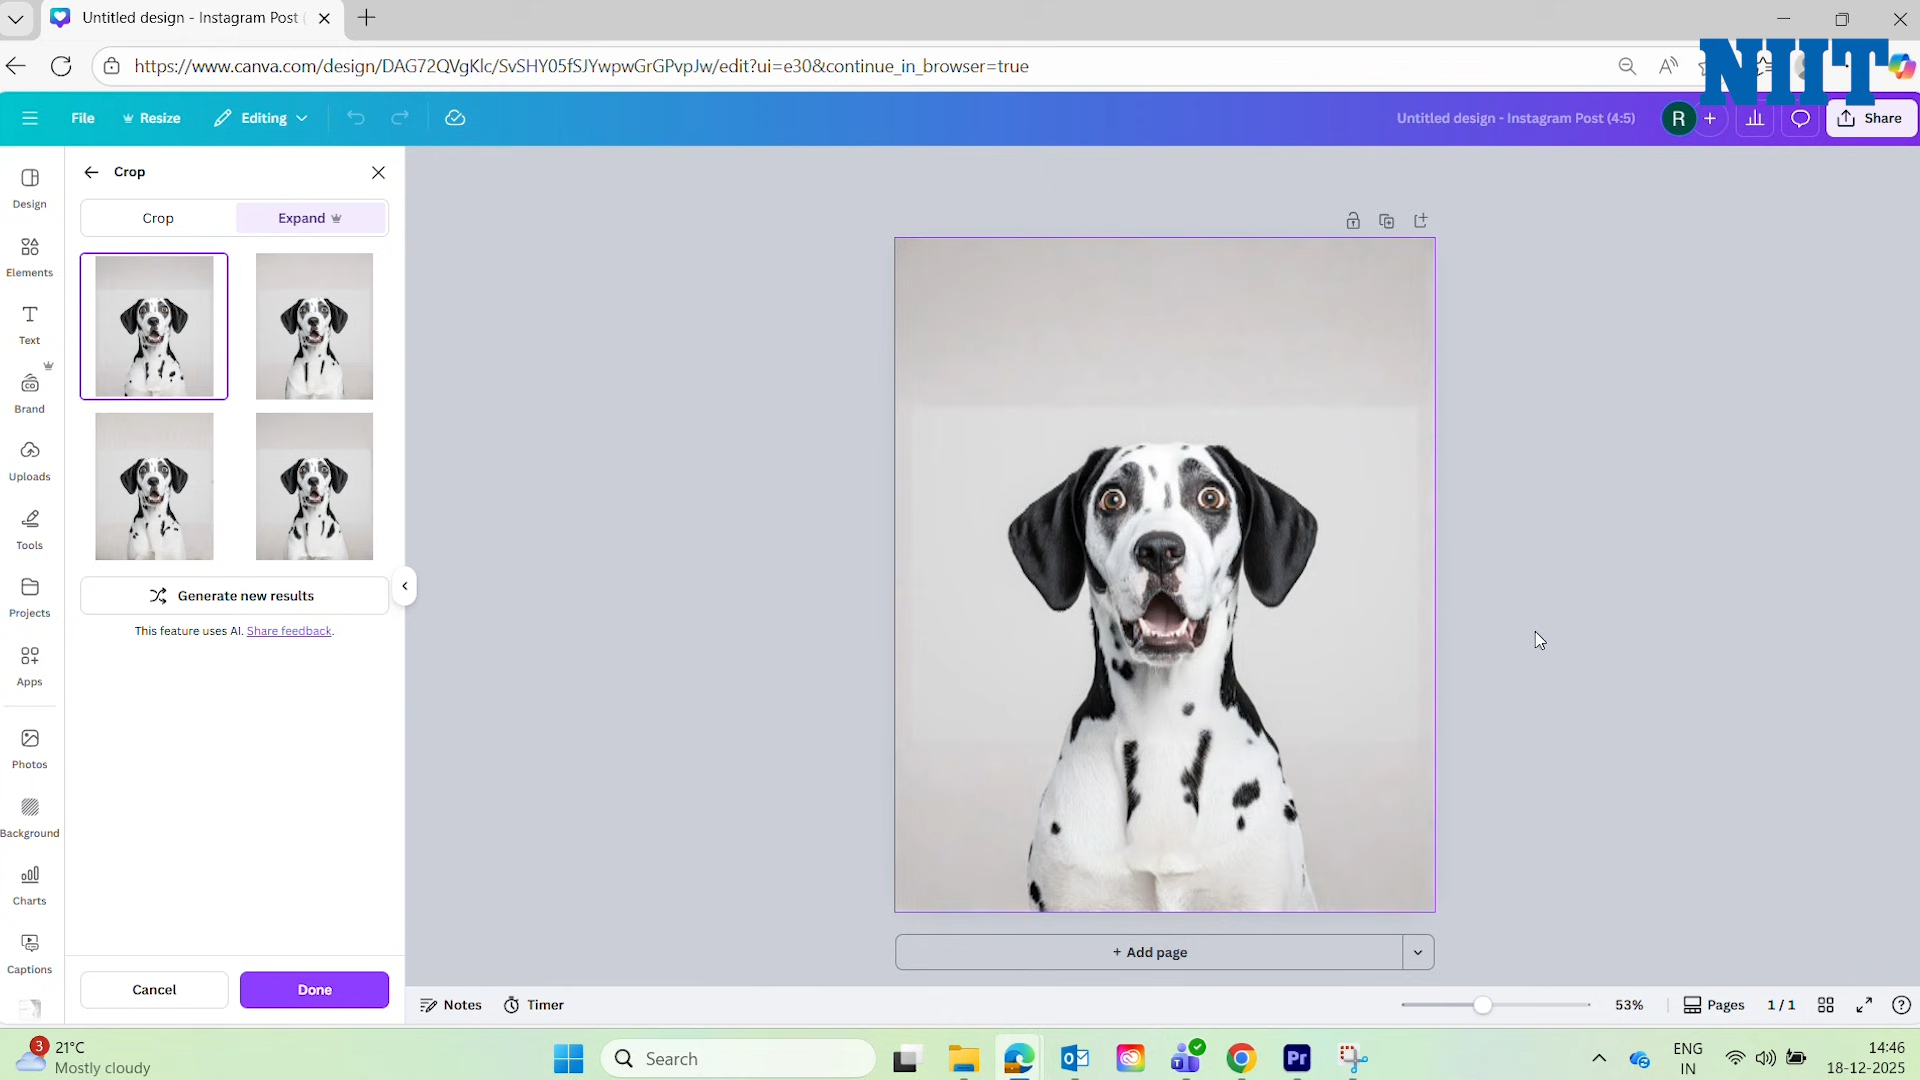 Untitled design - Instagram Post (
https://www.canva.com/design/DAG72QVgKlc/SvSHY05fSJYwpwGrGPvpJw/edit?ui=e30&continue_in_browser=true
NIIT
File
Resize
Editing
Untitled design - Instagram Post (4:5)
R
Share
Design
Elements
Text
Brand
Uploads
Tools
Projects
Apps
Photos
Background
Charts
Captions
Crop
Crop
Expand
Generate new results
This feature uses AI. Share feedback.
Cancel
Done
+ Add page
Notes
Timer
53%
Pages
1 / 1
3
21°C
Mostly cloudy
Search
Pr
ENG
IN
14:46
18-12-2025